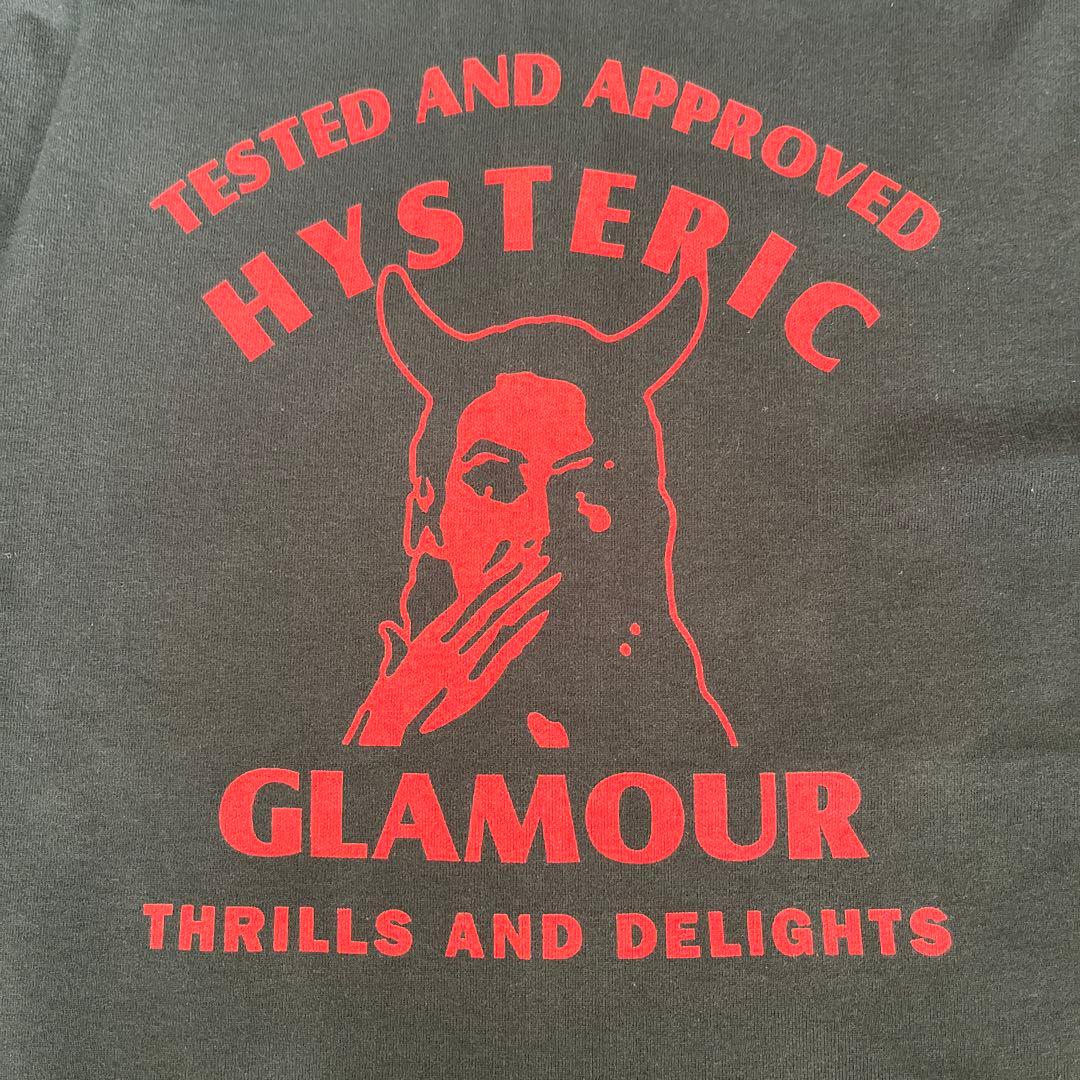 TESTED AND APPROVED
HYSTERIC
GLAMOUR
THRILLS AND DELIGHTS